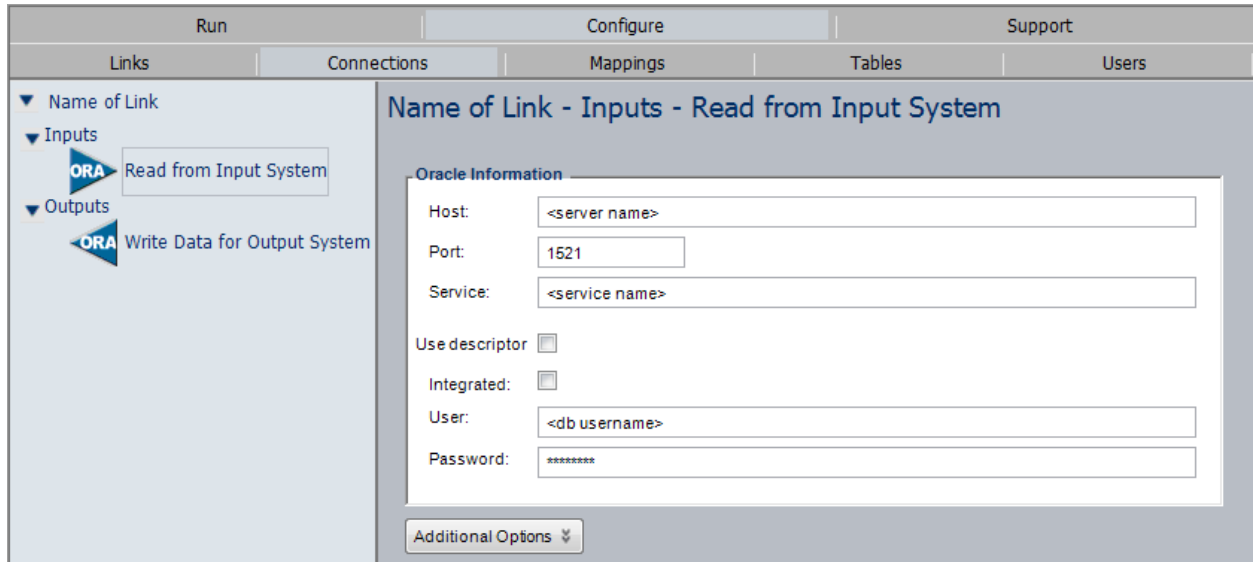 Run Configure Support
Links Connections Mappings Tables Users
Name of Link
Inputs
ORA Read from Input System
Outputs
ORA Write Data for Output System
Name of Link - Inputs - Read from Input System
Oracle Information
Host: <server name>
Port: 1521
Service: <service name>
Use descriptor
Integrated:
User: <db username>
Password: ********
Additional Options